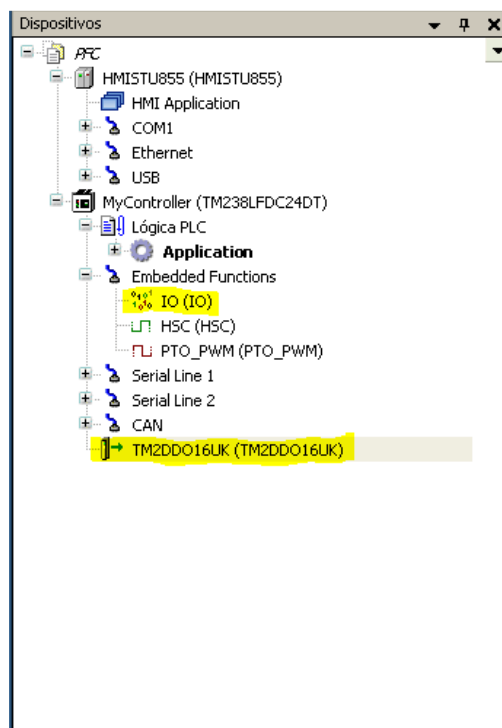 Dispositivos
PFC
HMISTU855 (HMISTU855)
HMI Application
COM1
Ethernet
USB
MyController (TM238LFDC24DT)
Lógica PLC
Application
Embedded Functions
IO (IO)
HSC (HSC)
PTO_PWM (PTO_PWM)
Serial Line 1
Serial Line 2
CAN
TM2DDO16UK (TM2DDO16UK)